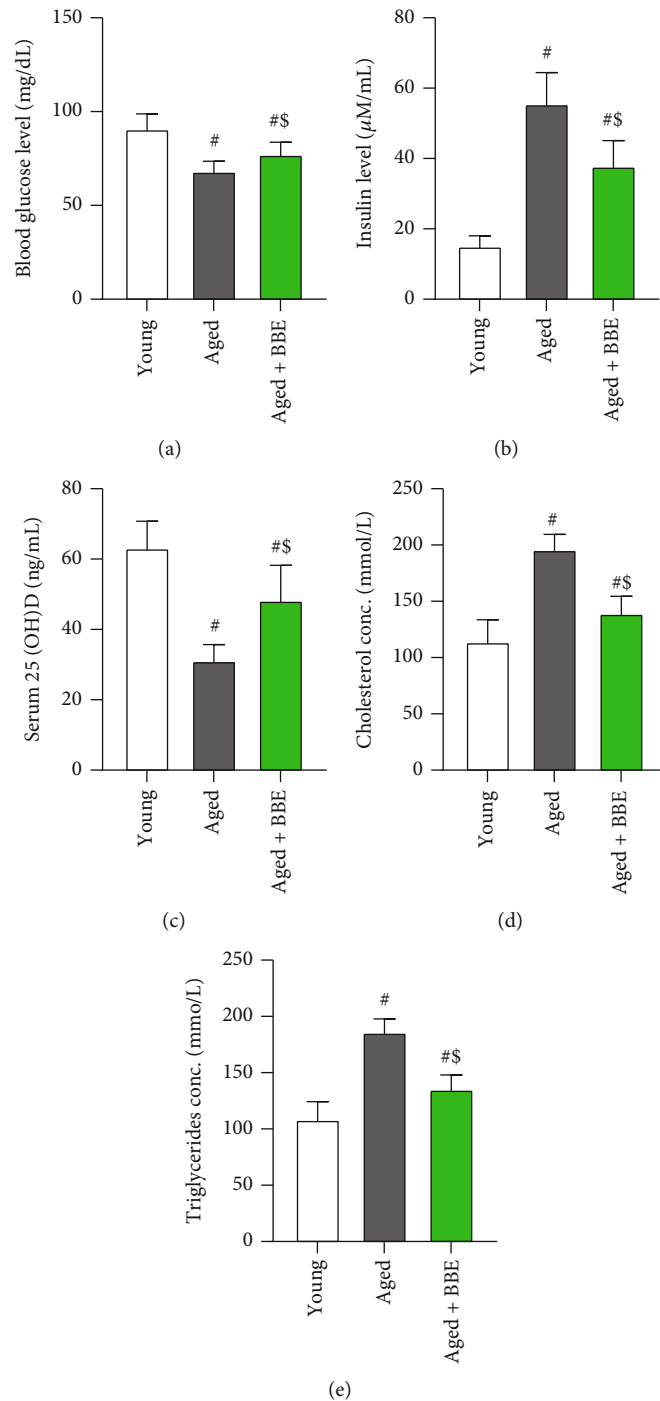 Blood glucose level (mg/dL)
150
100
50
0
#
#$
Young
Aged
Aged + BBE
(a)
Insulin level (μM/mL)
80
60
40
20
0
#
#$
Young
Aged
Aged + BBE
(b)
Serum 25 (OH)D (ng/mL)
80
60
40
20
0
#
#$
Young
Aged
Aged + BBE
(c)
Cholesterol conc. (mmol/L)
250
200
150
100
50
0
#
#$
Young
Aged
Aged + BBE
(d)
Triglycerides conc. (mmo/L)
250
200
150
100
50
0
#
#$
Young
Aged
Aged + BBE
(e)